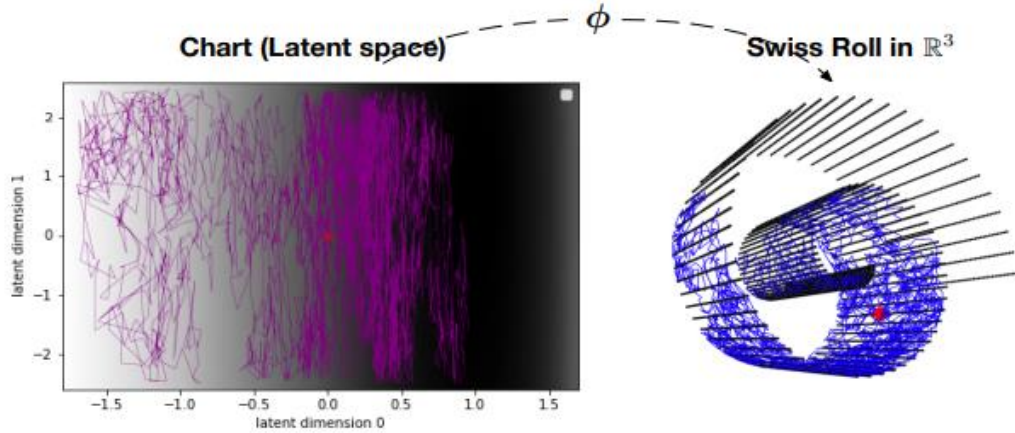 ϕ
Chart (Latent space)
Swiss Roll in ℝ³
2
1
0
−1
−2
latent dimension 1
−1.5 −1.0 −0.5 0.0 0.5 1.0 1.5
latent dimension 0